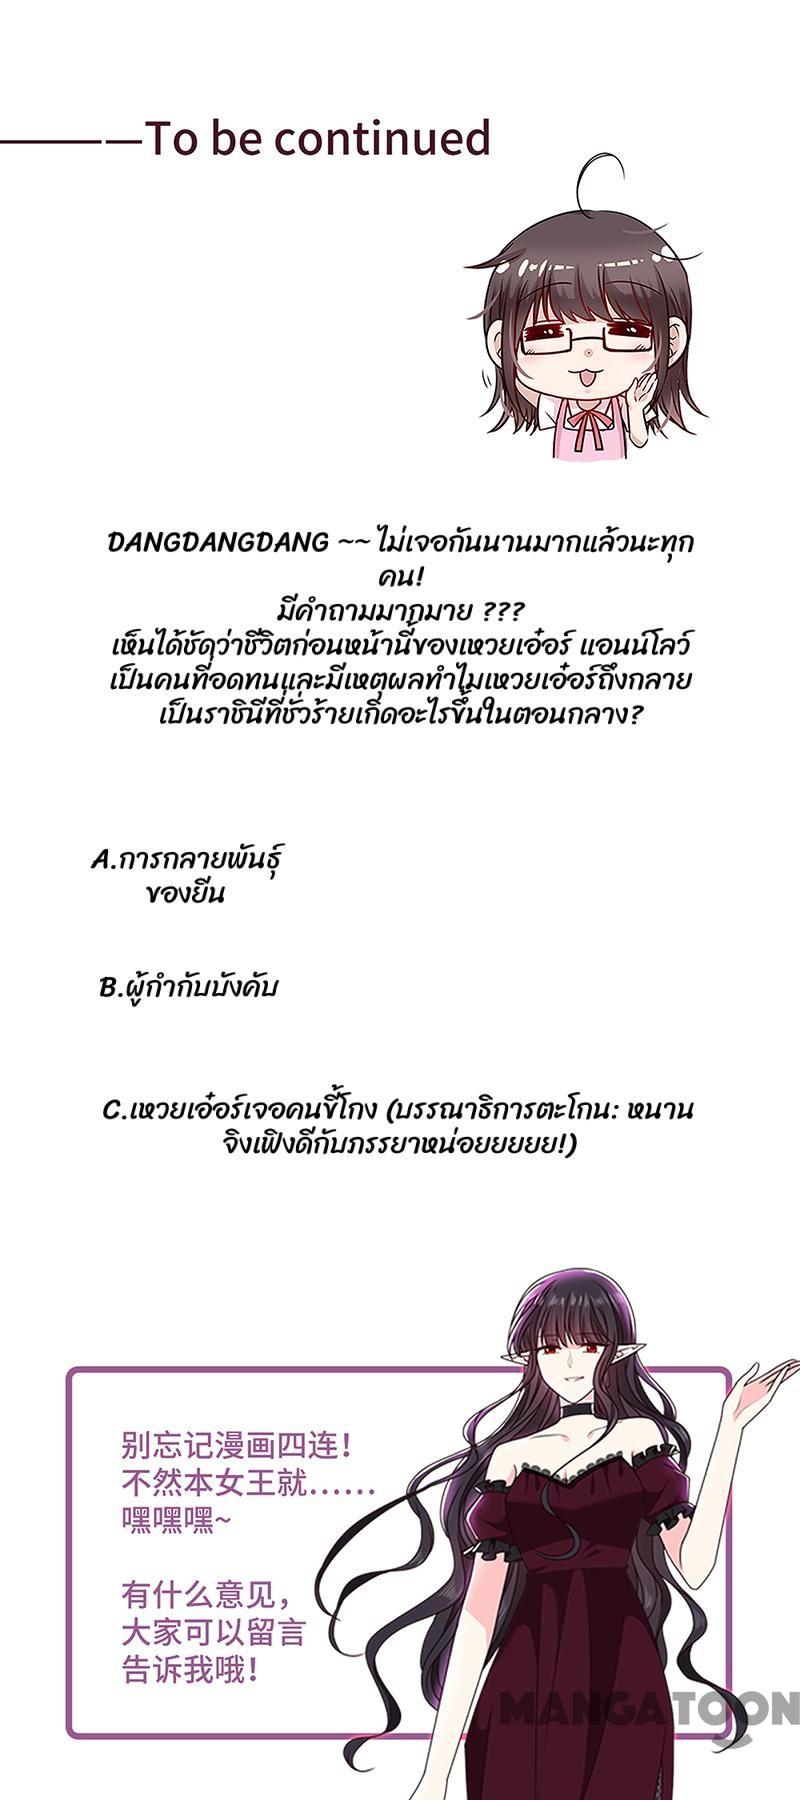 ——— —To be continued
DANGDANGDANG ~~ ไม่เจอกันนานมากแล้วนะทุก
คน!
มีคำถามมากมาย ???
เห็นได้ชัดว่าชีวิตก่อนหน้านี้ของเหวยเอ๋อร์ แอนน์โลว์
เป็นคนที่อดทนและมีเหตุผลทำไมเหวยเอ๋อร์ถึงกลาย
เป็นราชินีที่ชั่วร้ายเกิดอะไรขึ้นในตอนกลาง?
A.การกลายพันธุ์
ของยีน
B.ผู้กำกับบังคับ
C.เหวยเอ๋อร์เจอคนขี้โกง (บรรณาธิการตะโกน: หนาน
จิงเฟิงดีกับภรรยาหน่อยยยยย!)
别忘记漫画四连！
不然本女王就……
嘿嘿嘿~
有什么意见，
大家可以留言
告诉我哦！
MANGATOON